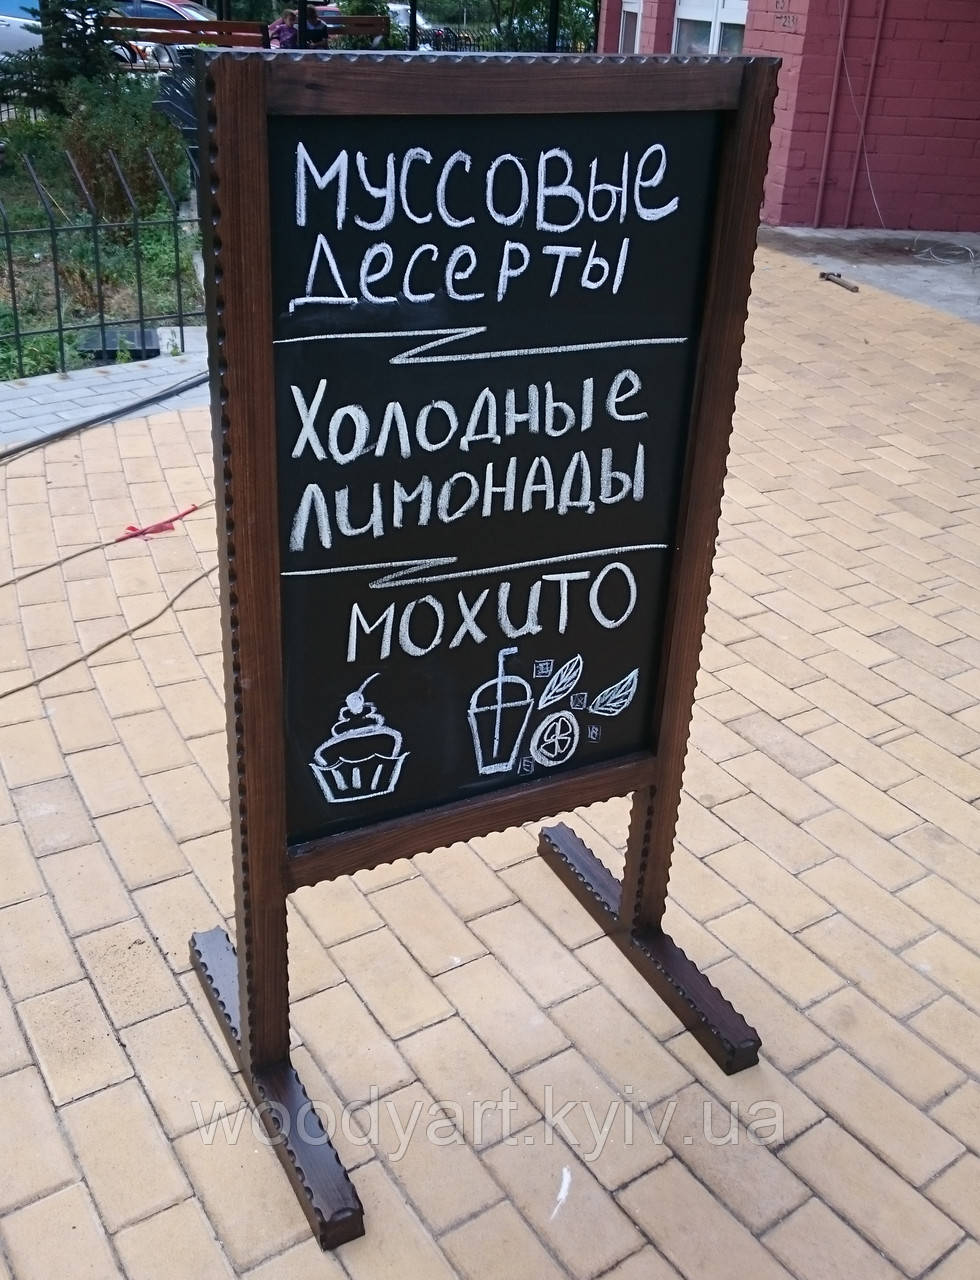 Муссовые
десерты
Холодные
лимонады
мохито
woodyart.kyiv.ua